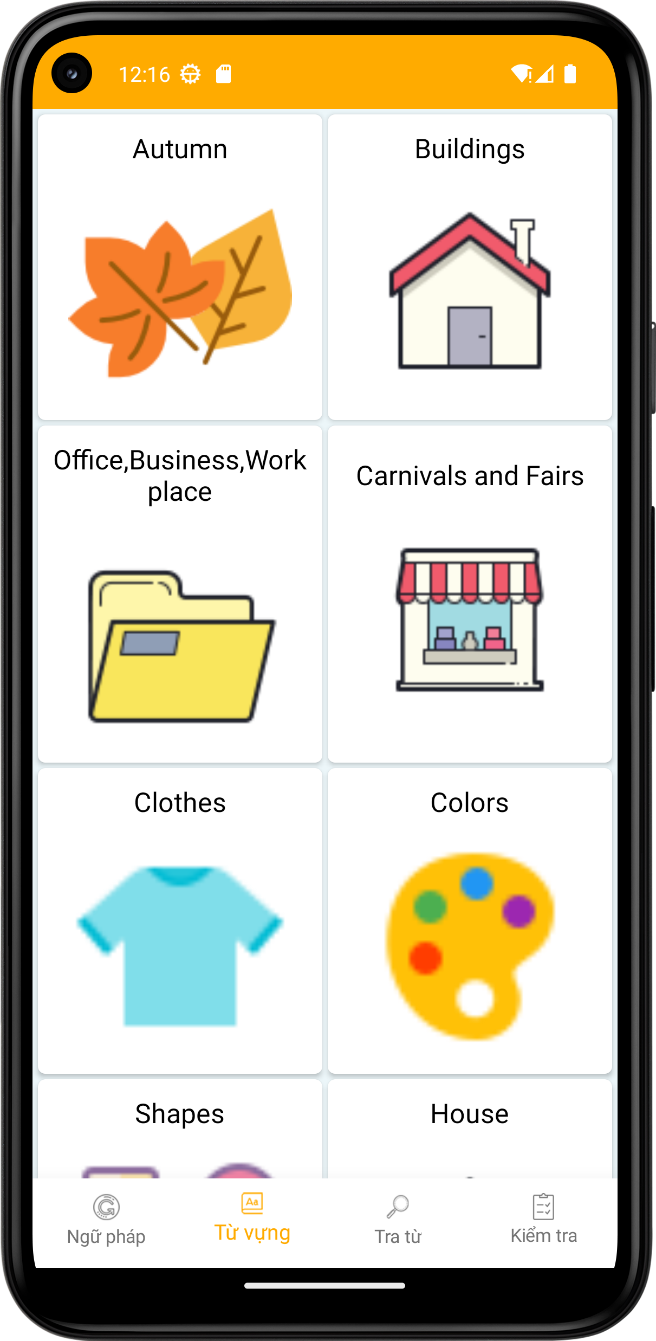 12:16
Autumn
Buildings
Office,Business,Work
place
Carnivals and Fairs
Clothes
Colors
Shapes
House
Ngữ pháp
Aa
Từ vựng
Tra từ
Kiểm tra